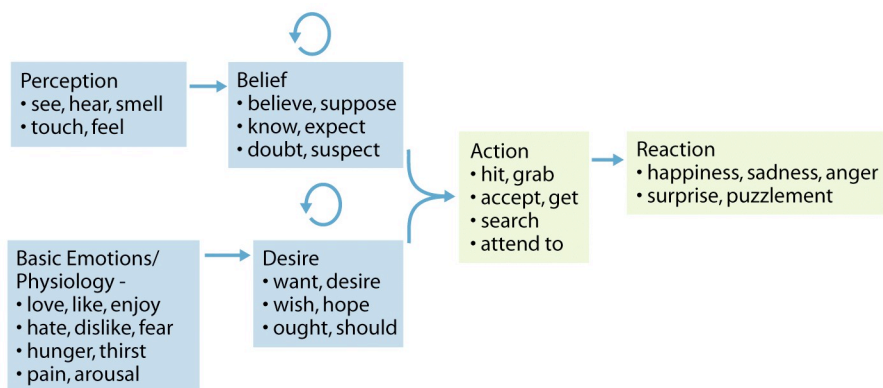 Perception
• see, hear, smell
• touch, feel
Belief
• believe, suppose
• know, expect
• doubt, suspect
Basic Emotions/
Physiology -
• love, like, enjoy
• hate, dislike, fear
• hunger, thirst
• pain, arousal
Desire
• want, desire
• wish, hope
• ought, should
Action
• hit, grab
• accept, get
• search
• attend to
Reaction
• happiness, sadness, anger
• surprise, puzzlement